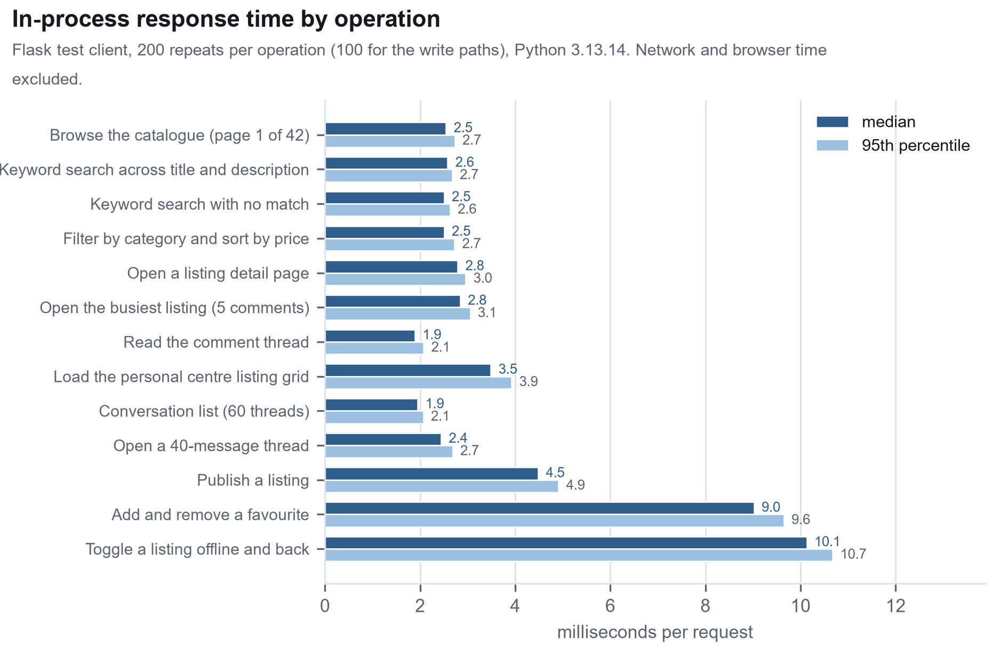 In-process response time by operation
Flask test client, 200 repeats per operation (100 for the write paths), Python 3.13.14. Network and browser time
excluded.
median
95th percentile
Browse the catalogue (page 1 of 42)
2.5
2.7
Keyword search across title and description
2.6
2.7
Keyword search with no match
2.5
2.6
Filter by category and sort by price
2.5
2.7
Open a listing detail page
2.8
3.0
Open the busiest listing (5 comments)
2.8
3.1
Read the comment thread
1.9
2.1
Load the personal centre listing grid
3.5
3.9
Conversation list (60 threads)
1.9
2.1
Open a 40-message thread
2.4
2.7
Publish a listing
4.5
4.9
Add and remove a favourite
9.0
9.6
Toggle a listing offline and back
10.1
10.7
0 2 4 6 8 10 12
milliseconds per request